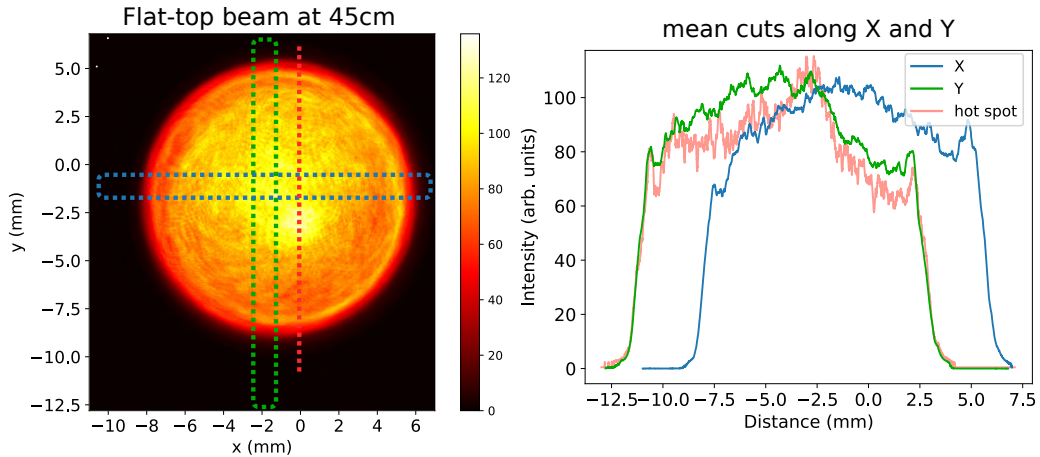 Flat-top beam at 45cm
y (mm)
5.0
2.5
0.0
−2.5
−5.0
−7.5
−10.0
−12.5
−10 −8 −6 −4 −2 0 2 4 6
x (mm)
120
100
80
60
40
20
0
mean cuts along X and Y
Intensity (arb. units)
100
80
60
40
20
0
−12.5 −10.0 −7.5 −5.0 −2.5 0.0 2.5 5.0 7.5
Distance (mm)
X
Y
hot spot